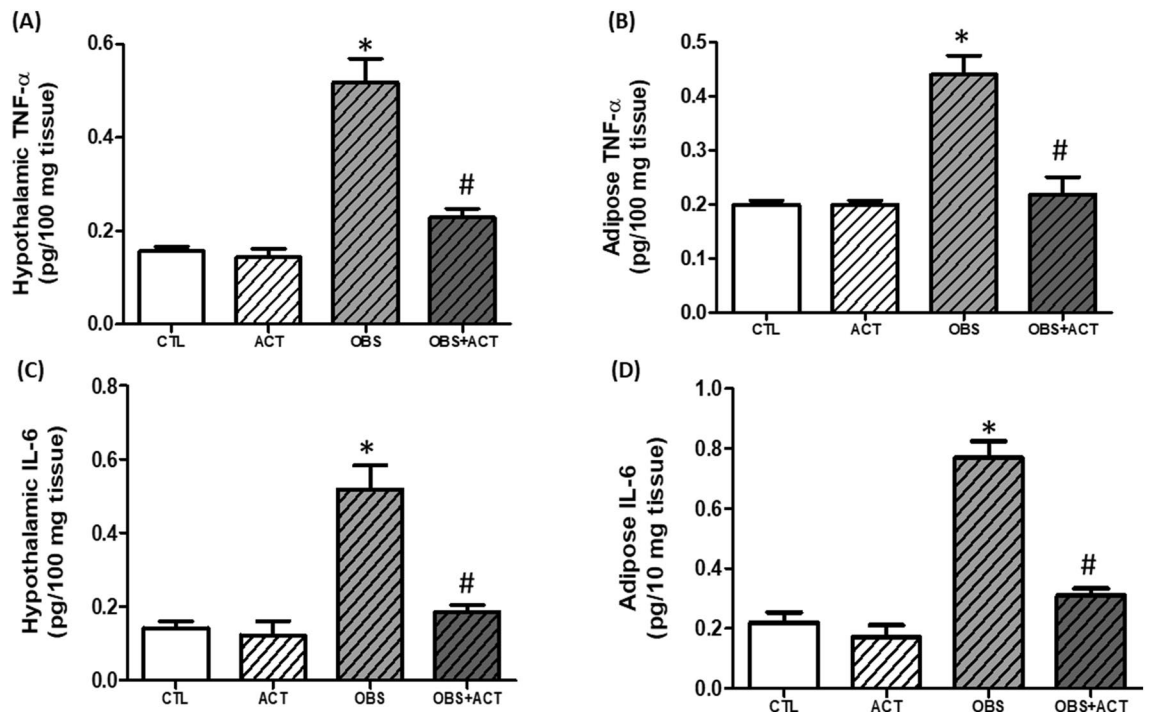 (A)
Hypothalamic TNF-α
(pg/100 mg tissue)
0.6
0.4
0.2
0.0
*
#
CTL ACT OBS OBS+ACT
(B)
Adipose TNF-α
(pg/100 mg tissue)
0.5
0.4
0.3
0.2
0.1
0.0
*
#
CTL ACT OBS OBS+ACT
(C)
Hypothalamic IL-6
(pg/100 mg tissue)
0.8
0.6
0.4
0.2
0.0
*
#
CTL ACT OBS OBS+ACT
(D)
Adipose IL-6
(pg/10 mg tissue)
1.0
0.8
0.6
0.4
0.2
0.0
*
#
CTL ACT OBS OBS+ACT